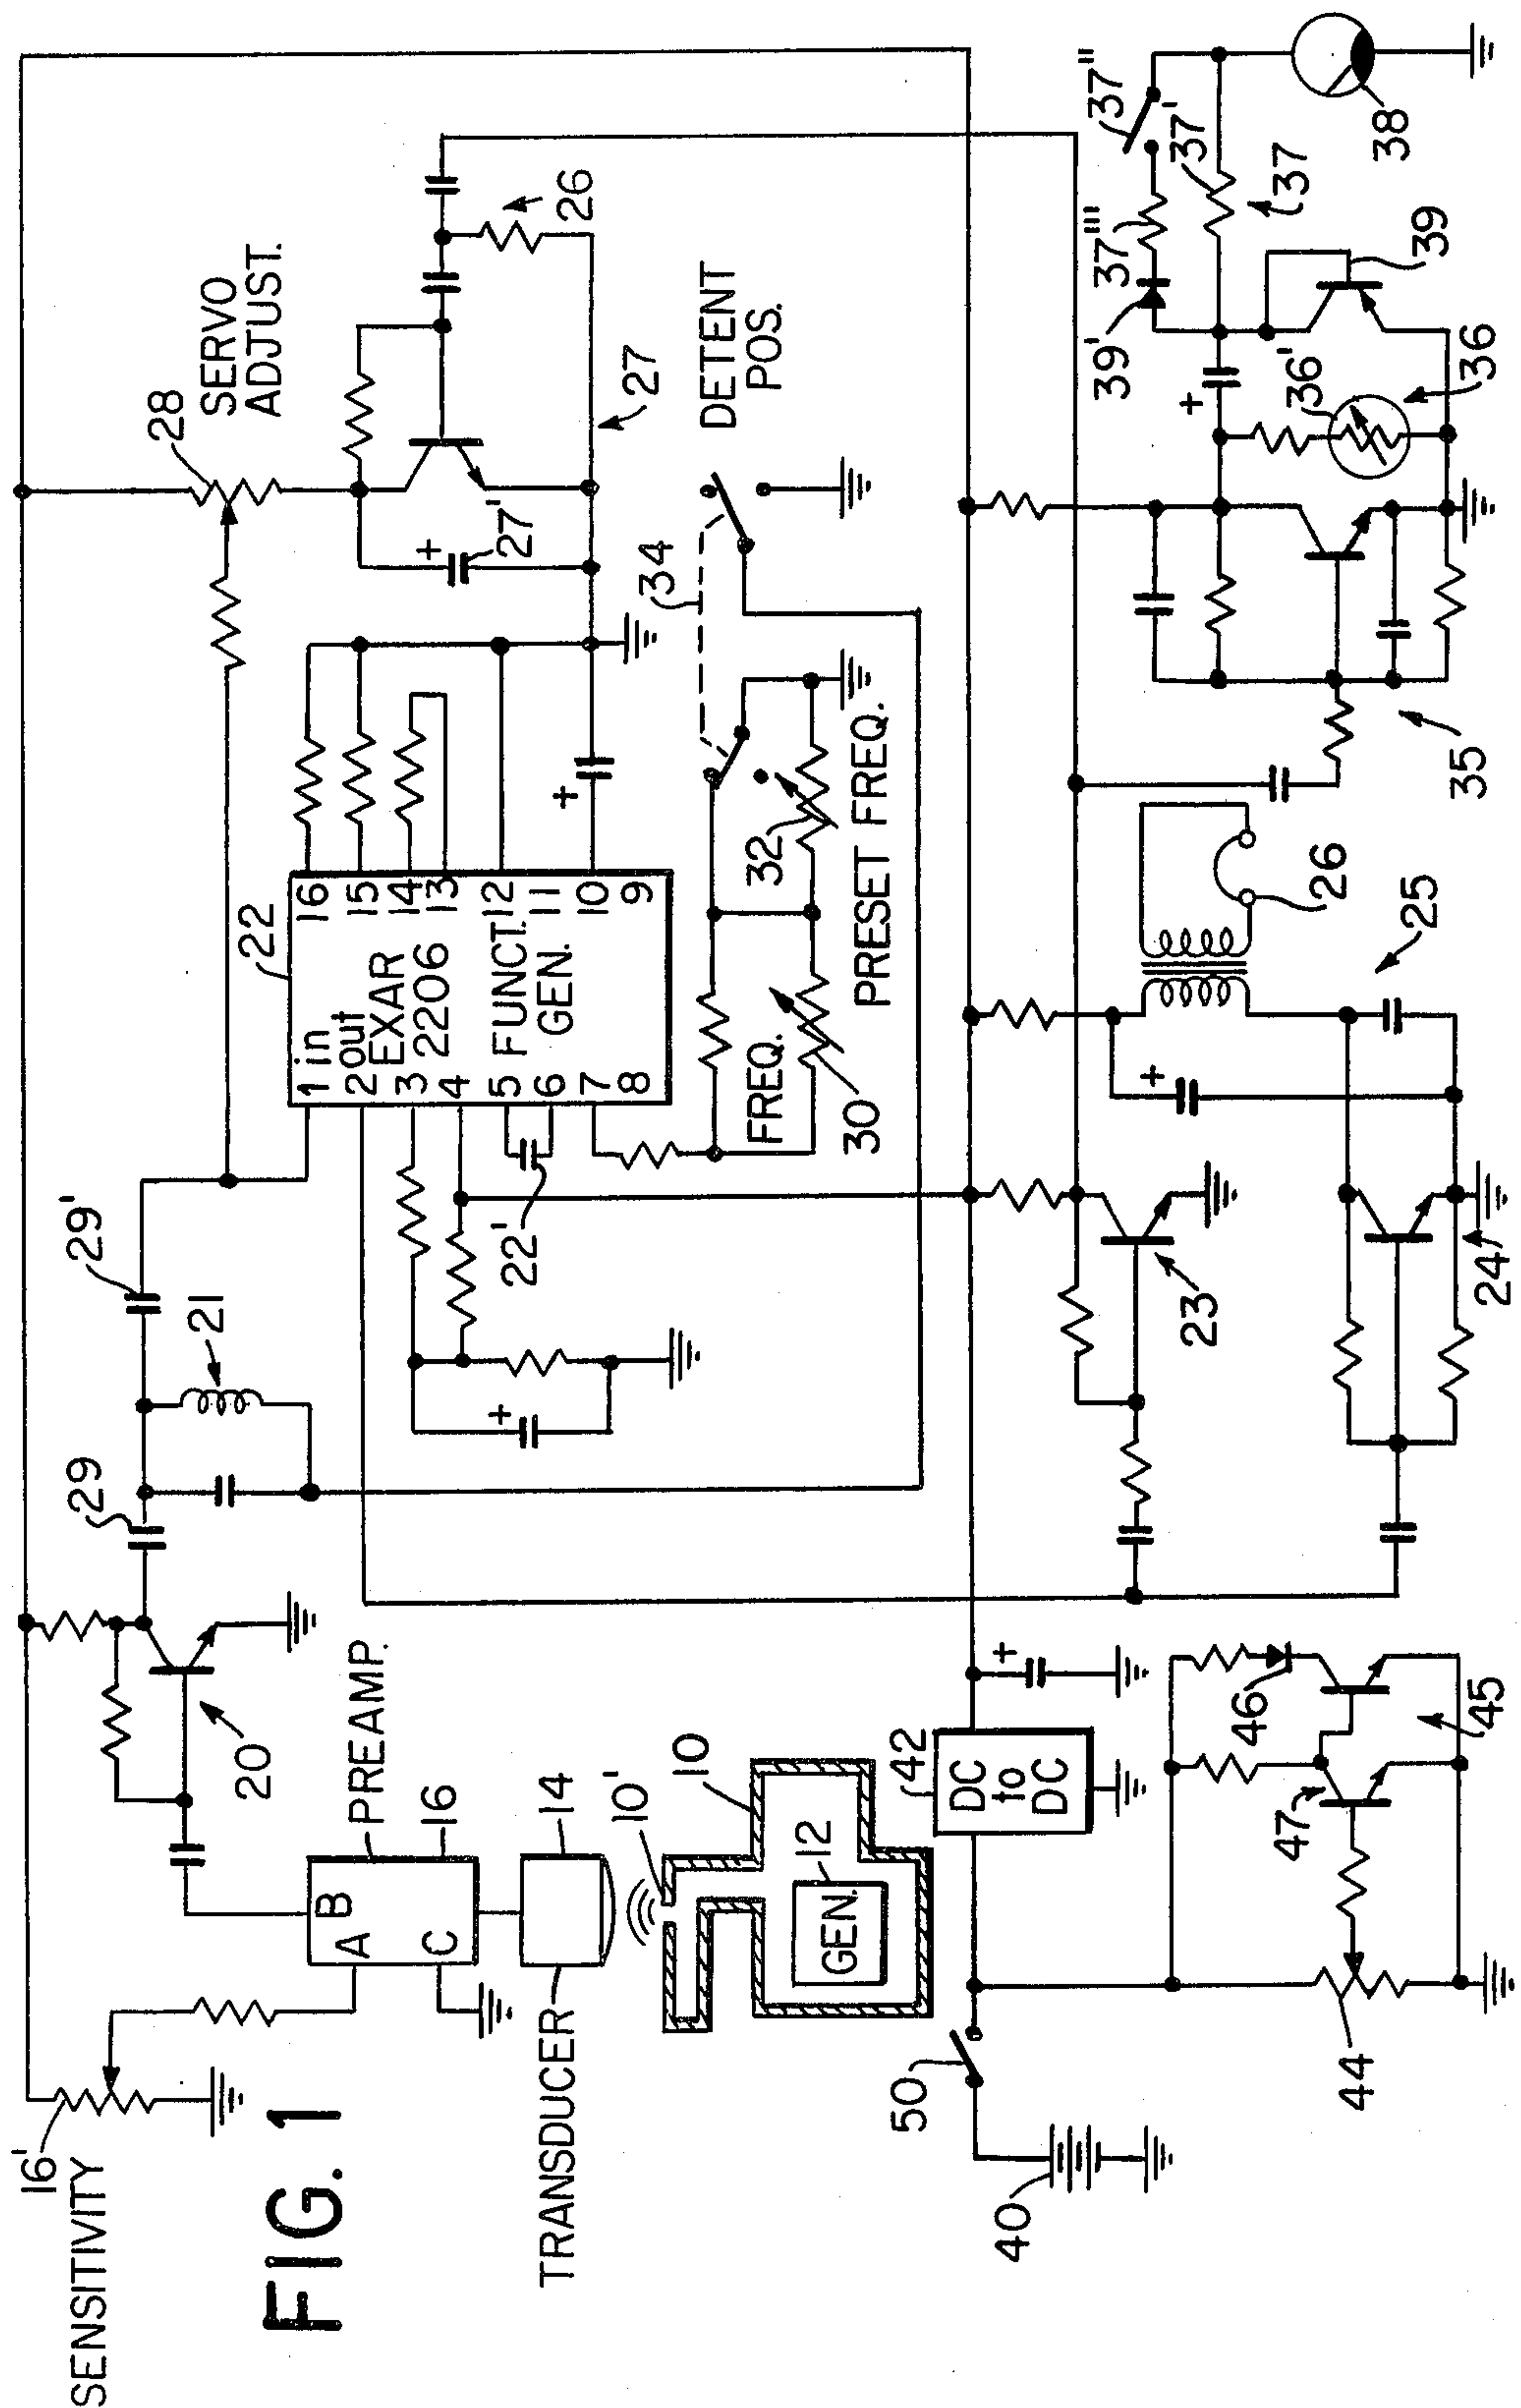 FIG. 1
SENSITIVITY
16'
PREAMP.
B
A
C
16
TRANSDUCER
14
10'
10
GEN.
12
20
29
29'
21
22
1 in
2 out
3
4
5
6
7
8
EXAR
2206
FUNCT.
GEN.
16
15
14
13
12
11
10
9
+
+
22'
28
SERVO
ADJUST.
+
27'
27
26
34
DETENT
POS.
FREQ.
30
32
PRESET FREQ.
40
50
42
DC
to
DC
+
44
47
46
45
23
24
+
25
26
35
+
36'
36
39'
39
37'''
37''
37'
37
38